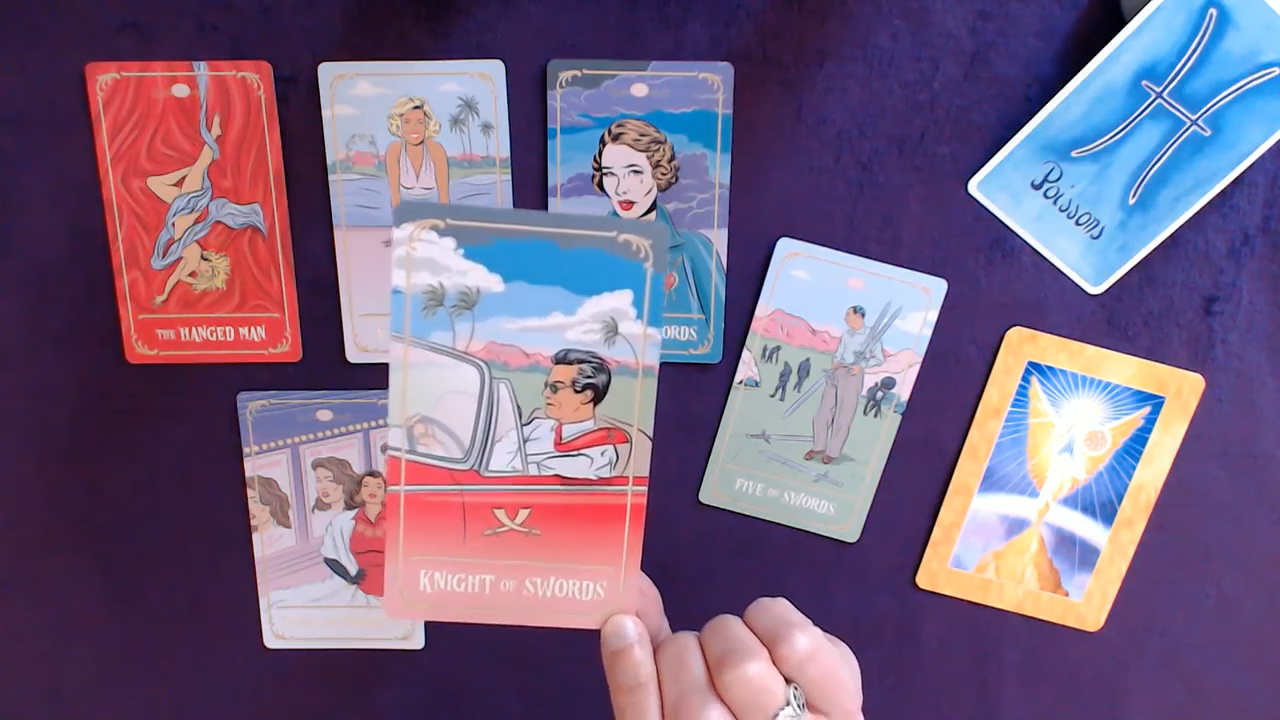 THE HANGED MAN
ORDS
Poissons
FIVE OF SWORDS
KNIGHT OF SWORDS